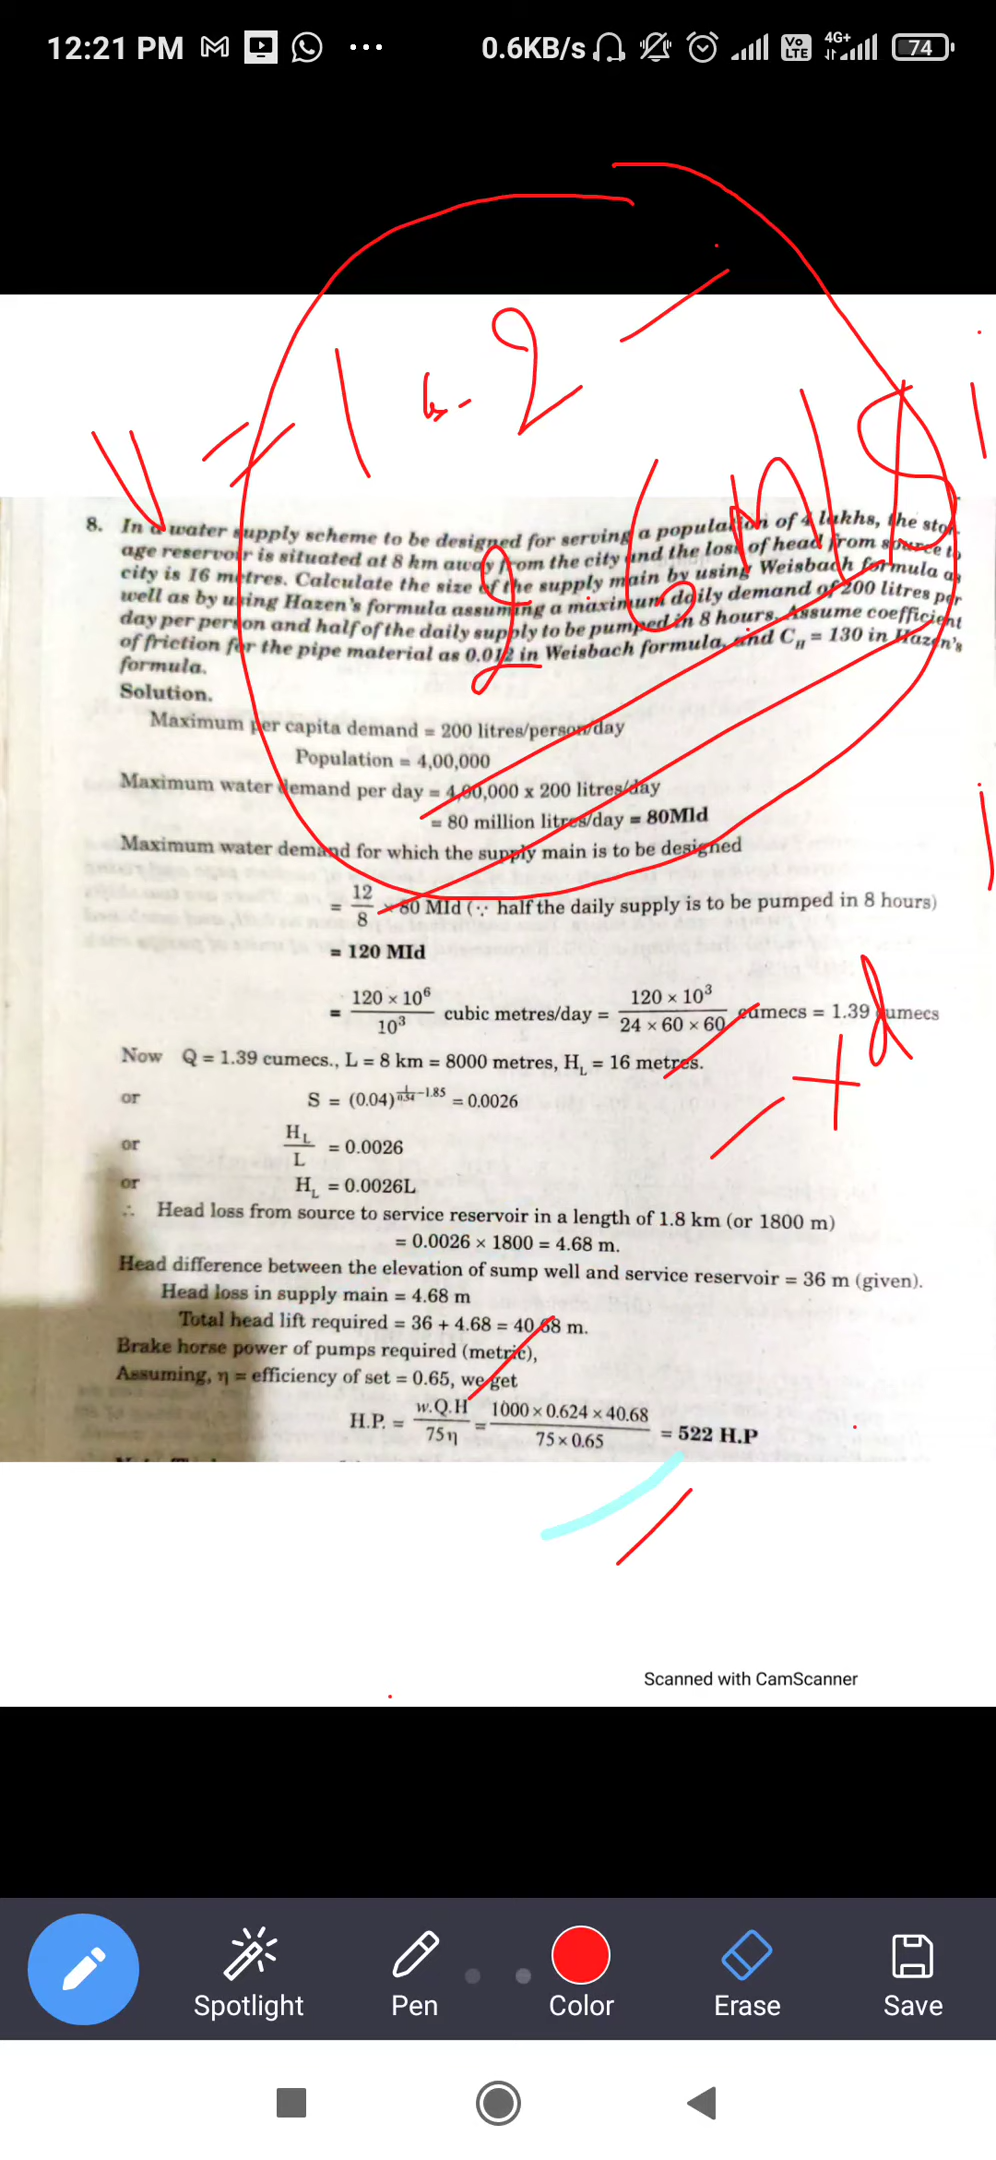 12:21 PM 0.6KB/s Vo LTE 4G+ 74
V = 1.2 -
2 m/s
8. In a water supply scheme to be designed for serving a population of 4 lakhs, the stor-
age reservoir is situated at 8 km away from the city and the loss of head from source to
city is 16 metres. Calculate the size of the supply main by using Weisbach formula as
well as by using Hazen's formula assuming a maximum daily demand of 200 litres per
day per person and half of the daily supply to be pumped in 8 hours. Assume coefficient
of friction for the pipe material as 0.012 in Weisbach formula, and C_H = 130 in Hazen's
formula.
Solution.
Maximum per capita demand = 200 litres/person/day
Population = 4,00,000
Maximum water demand per day = 4,00,000 x 200 litres/day
= 80 million litres/day = 80Mld
Maximum water demand for which the supply main is to be designed
= 12/8 × 80 MId (∵ half the daily supply is to be pumped in 8 hours)
= 120 MId
= 120 × 10⁶ / 10³ cubic metres/day = 120 × 10³ / 24 × 60 × 60 cumecs = 1.39 cumecs
Now Q = 1.39 cumecs., L = 8 km = 8000 metres, H_L = 16 metres.
or S = (0.04)^(1/0.54 -1.85) = 0.0026
or H_L / L = 0.0026
or H_L = 0.0026L
∴ Head loss from source to service reservoir in a length of 1.8 km (or 1800 m)
= 0.0026 × 1800 = 4.68 m.
Head difference between the elevation of sump well and service reservoir = 36 m (given).
Head loss in supply main = 4.68 m
Total head lift required = 36 + 4.68 = 40.68 m.
Brake horse power of pumps required (metric),
Assuming, η = efficiency of set = 0.65, we get
H.P. = w.Q.H / 75η = 1000 × 0.624 × 40.68 / 75 × 0.65 = 522 H.P
+ d
Scanned with CamScanner
Spotlight Pen Color Erase Save